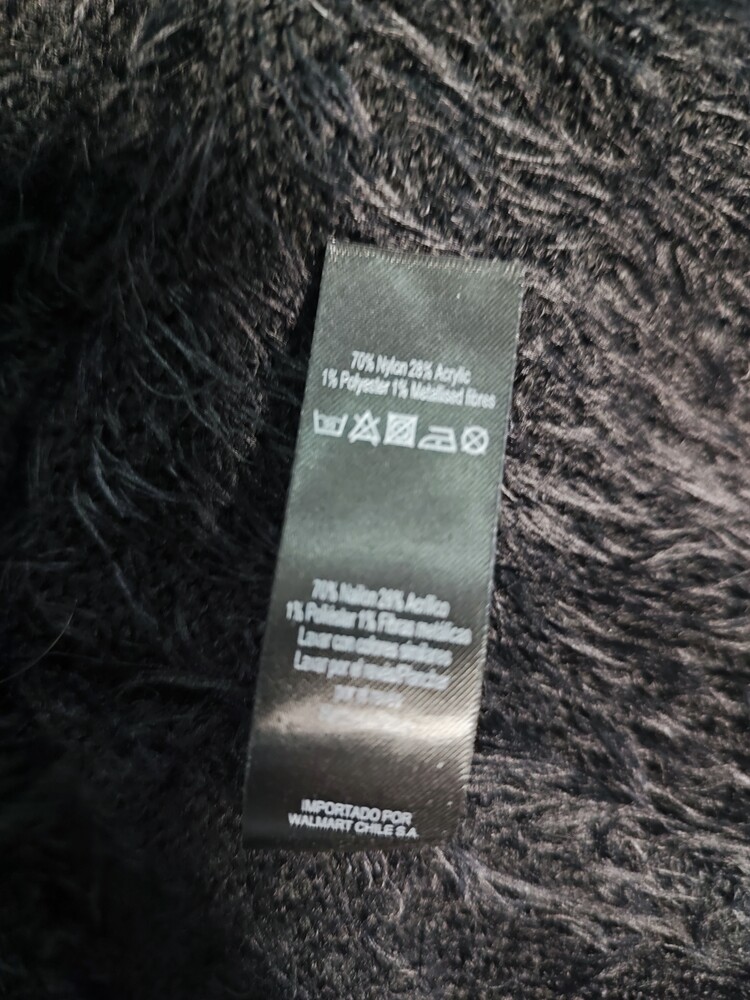 70% Nylon 28% Acrylic
1% Polyester 1% Metallised fibres
70% Nailon 28% Acrílico
1% Poliéster 1% Fibras metálicas
Lavar con colores similares
Lavar por el revés/Planchar
por el revés
IMPORTADO POR
WALMART CHILE S.A.